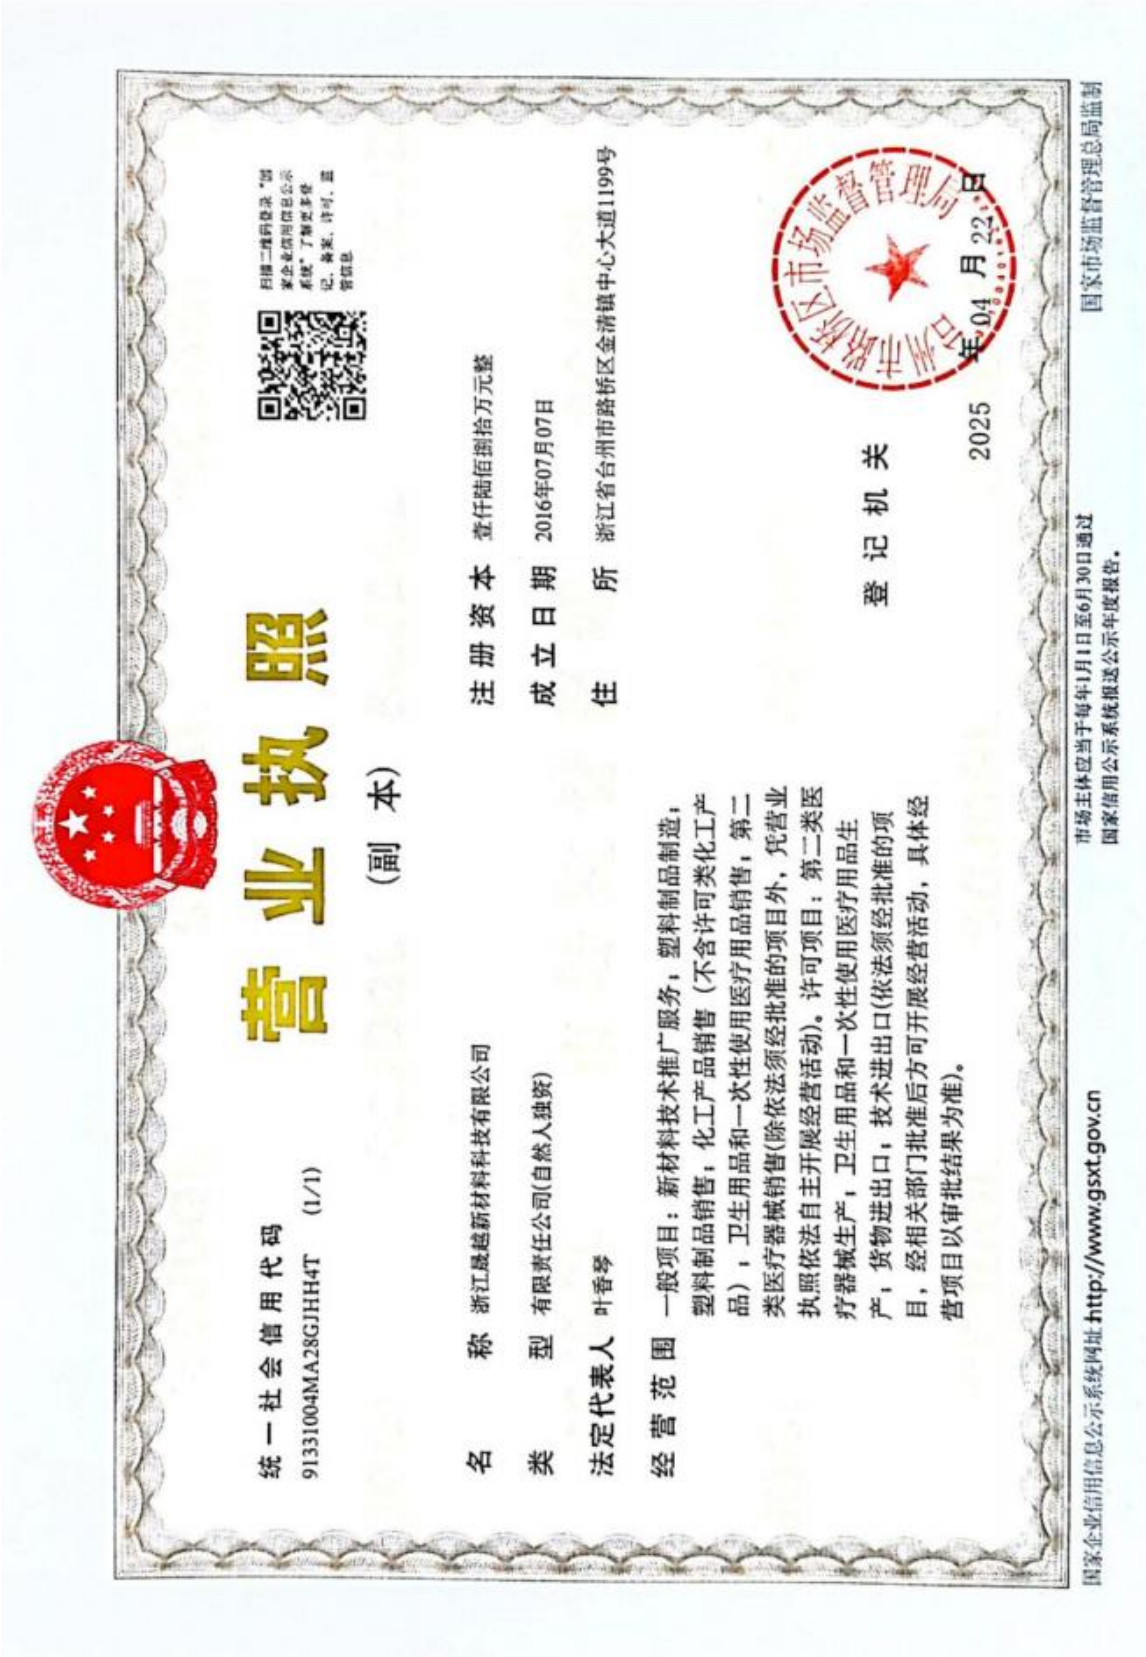 统一社会信用代码
91331004MA28GJHH4T (1/1)
营业执照
(副本)
扫描二维码登录“国
家企业信用信息公示
系统”了解更多登
记、备案、许可、监
管信息
名称 浙江晟越新材料科技有限公司
类型 有限责任公司(自然人独资)
法定代表人 叶香琴
经营范围 一般项目：新材料技术推广服务；塑料制品制造；
塑料制品销售；化工产品销售（不含许可类化工产
品）；卫生用品和一次性使用医疗用品销售；第二
类医疗器械销售(除依法须经批准的项目外，凭营业
执照依法自主开展经营活动)。许可项目：第二类医
疗器械生产；卫生用品和一次性使用医疗用品生
产；货物进出口；技术进出口(依法须经批准的项
目，经相关部门批准后方可开展经营活动，具体经
营项目以审批结果为准)。
注册资本 壹仟陆佰捌拾万元整
成立日期 2016年07月07日
住所 浙江省台州市路桥区金清镇中心大道1199号
登记机关
台州市路桥区市场监督管理局
2025年04月22日
国家企业信用信息公示系统网址http://www.gsxt.gov.cn
市场主体应当于每年1月1日至6月30日通过
国家信用公示系统报送公示年度报告。
国家市场监督管理总局监制